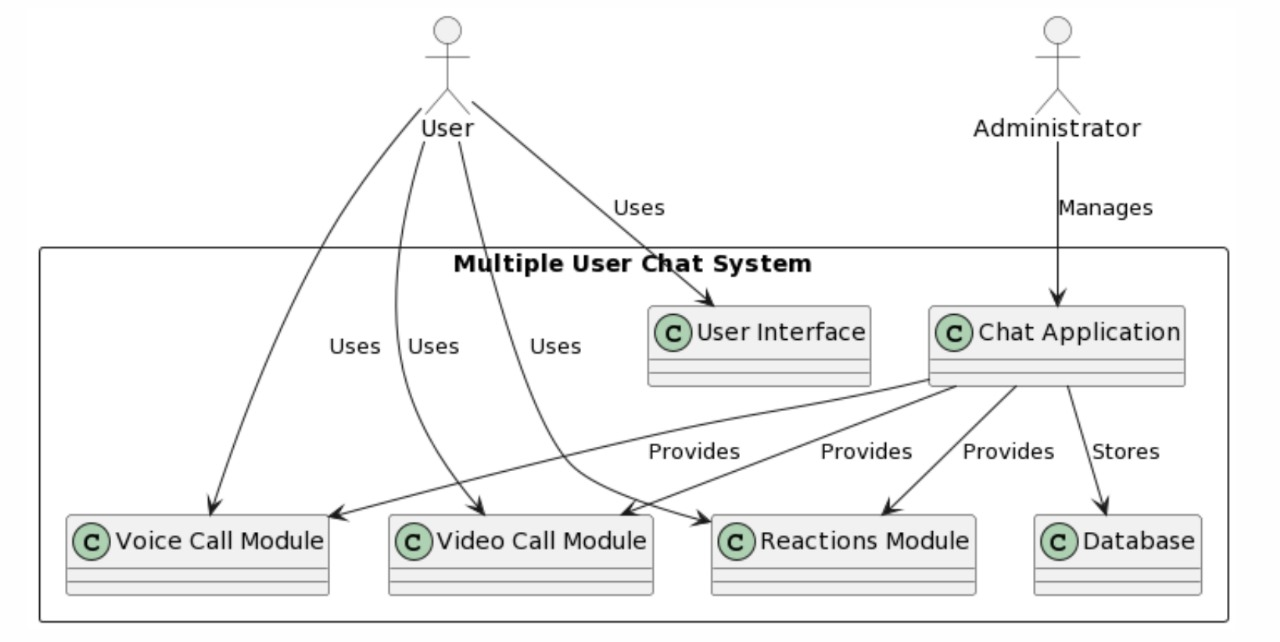 User
Administrator
Uses
Manages
Multiple User Chat System
C User Interface
C Chat Application
Uses
Uses
Uses
Provides
Provides
Provides
Stores
C Voice Call Module
C Video Call Module
C Reactions Module
C Database